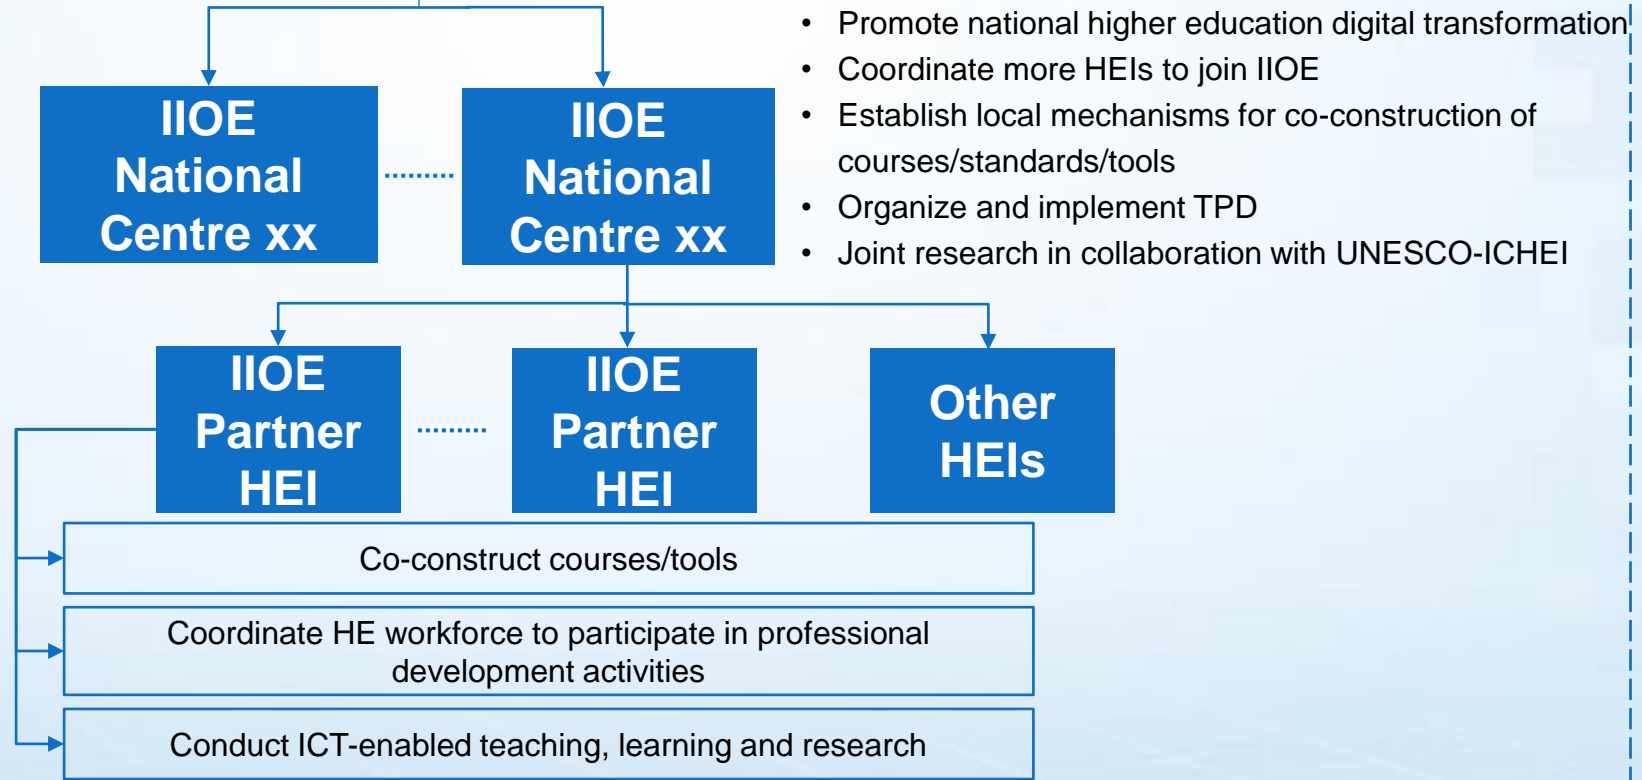 • Promote national higher education digital transformation
• Coordinate more HEIs to join IIOE
• Establish local mechanisms for co-construction of
courses/standards/tools
• Organize and implement TPD
• Joint research in collaboration with UNESCO-ICHEI
IIOE
National
Centre xx
IIOE
National
Centre xx
IIOE
Partner
HEI
IIOE
Partner
HEI
Other
HEIs
Co-construct courses/tools
Coordinate HE workforce to participate in professional
development activities
Conduct ICT-enabled teaching, learning and research